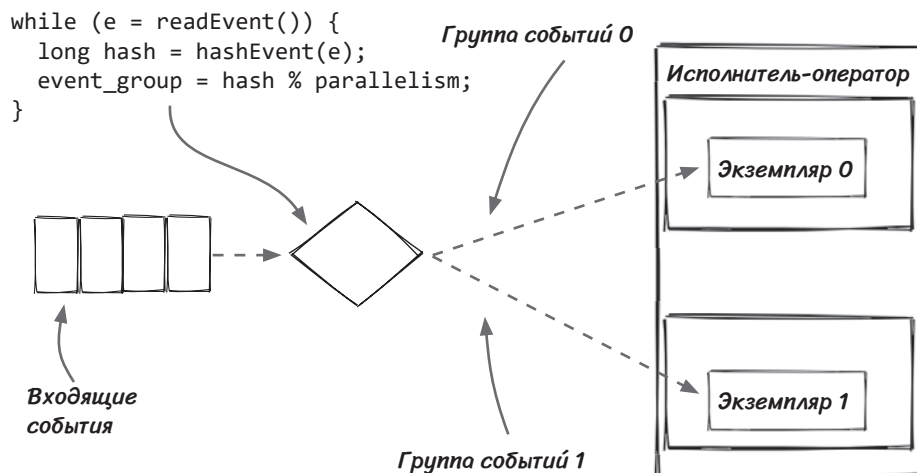 while (e = readEvent()) {
  long hash = hashEvent(e);
  event_group = hash % parallelism;
}
Группа событий 0
Исполнитель-оператор
Экземпляр 0
Входящие
события
Экземпляр 1
Группа событий 1